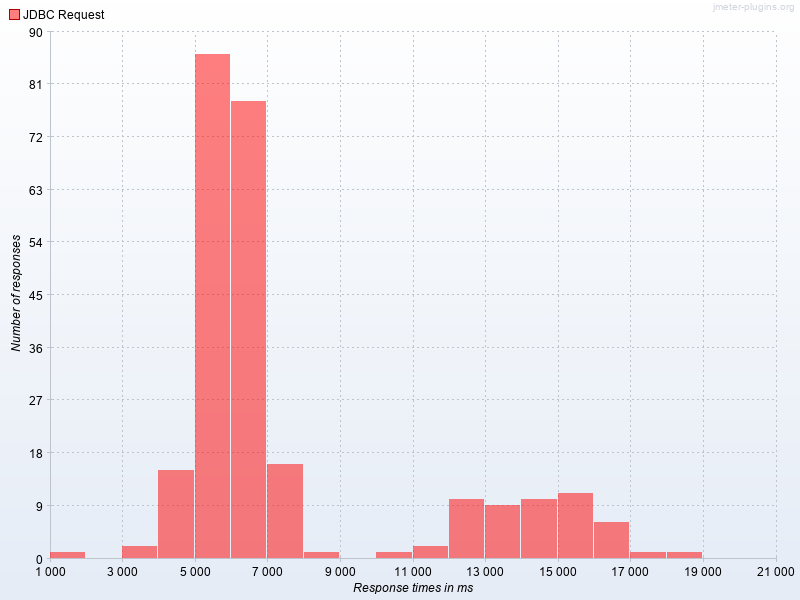 jmeter-plugins.org
JDBC Request
90
81
72
63
54
45
36
27
18
9
0
Number of responses
1 000 3 000 5 000 7 000 9 000 11 000 13 000 15 000 17 000 19 000 21 000
Response times in ms